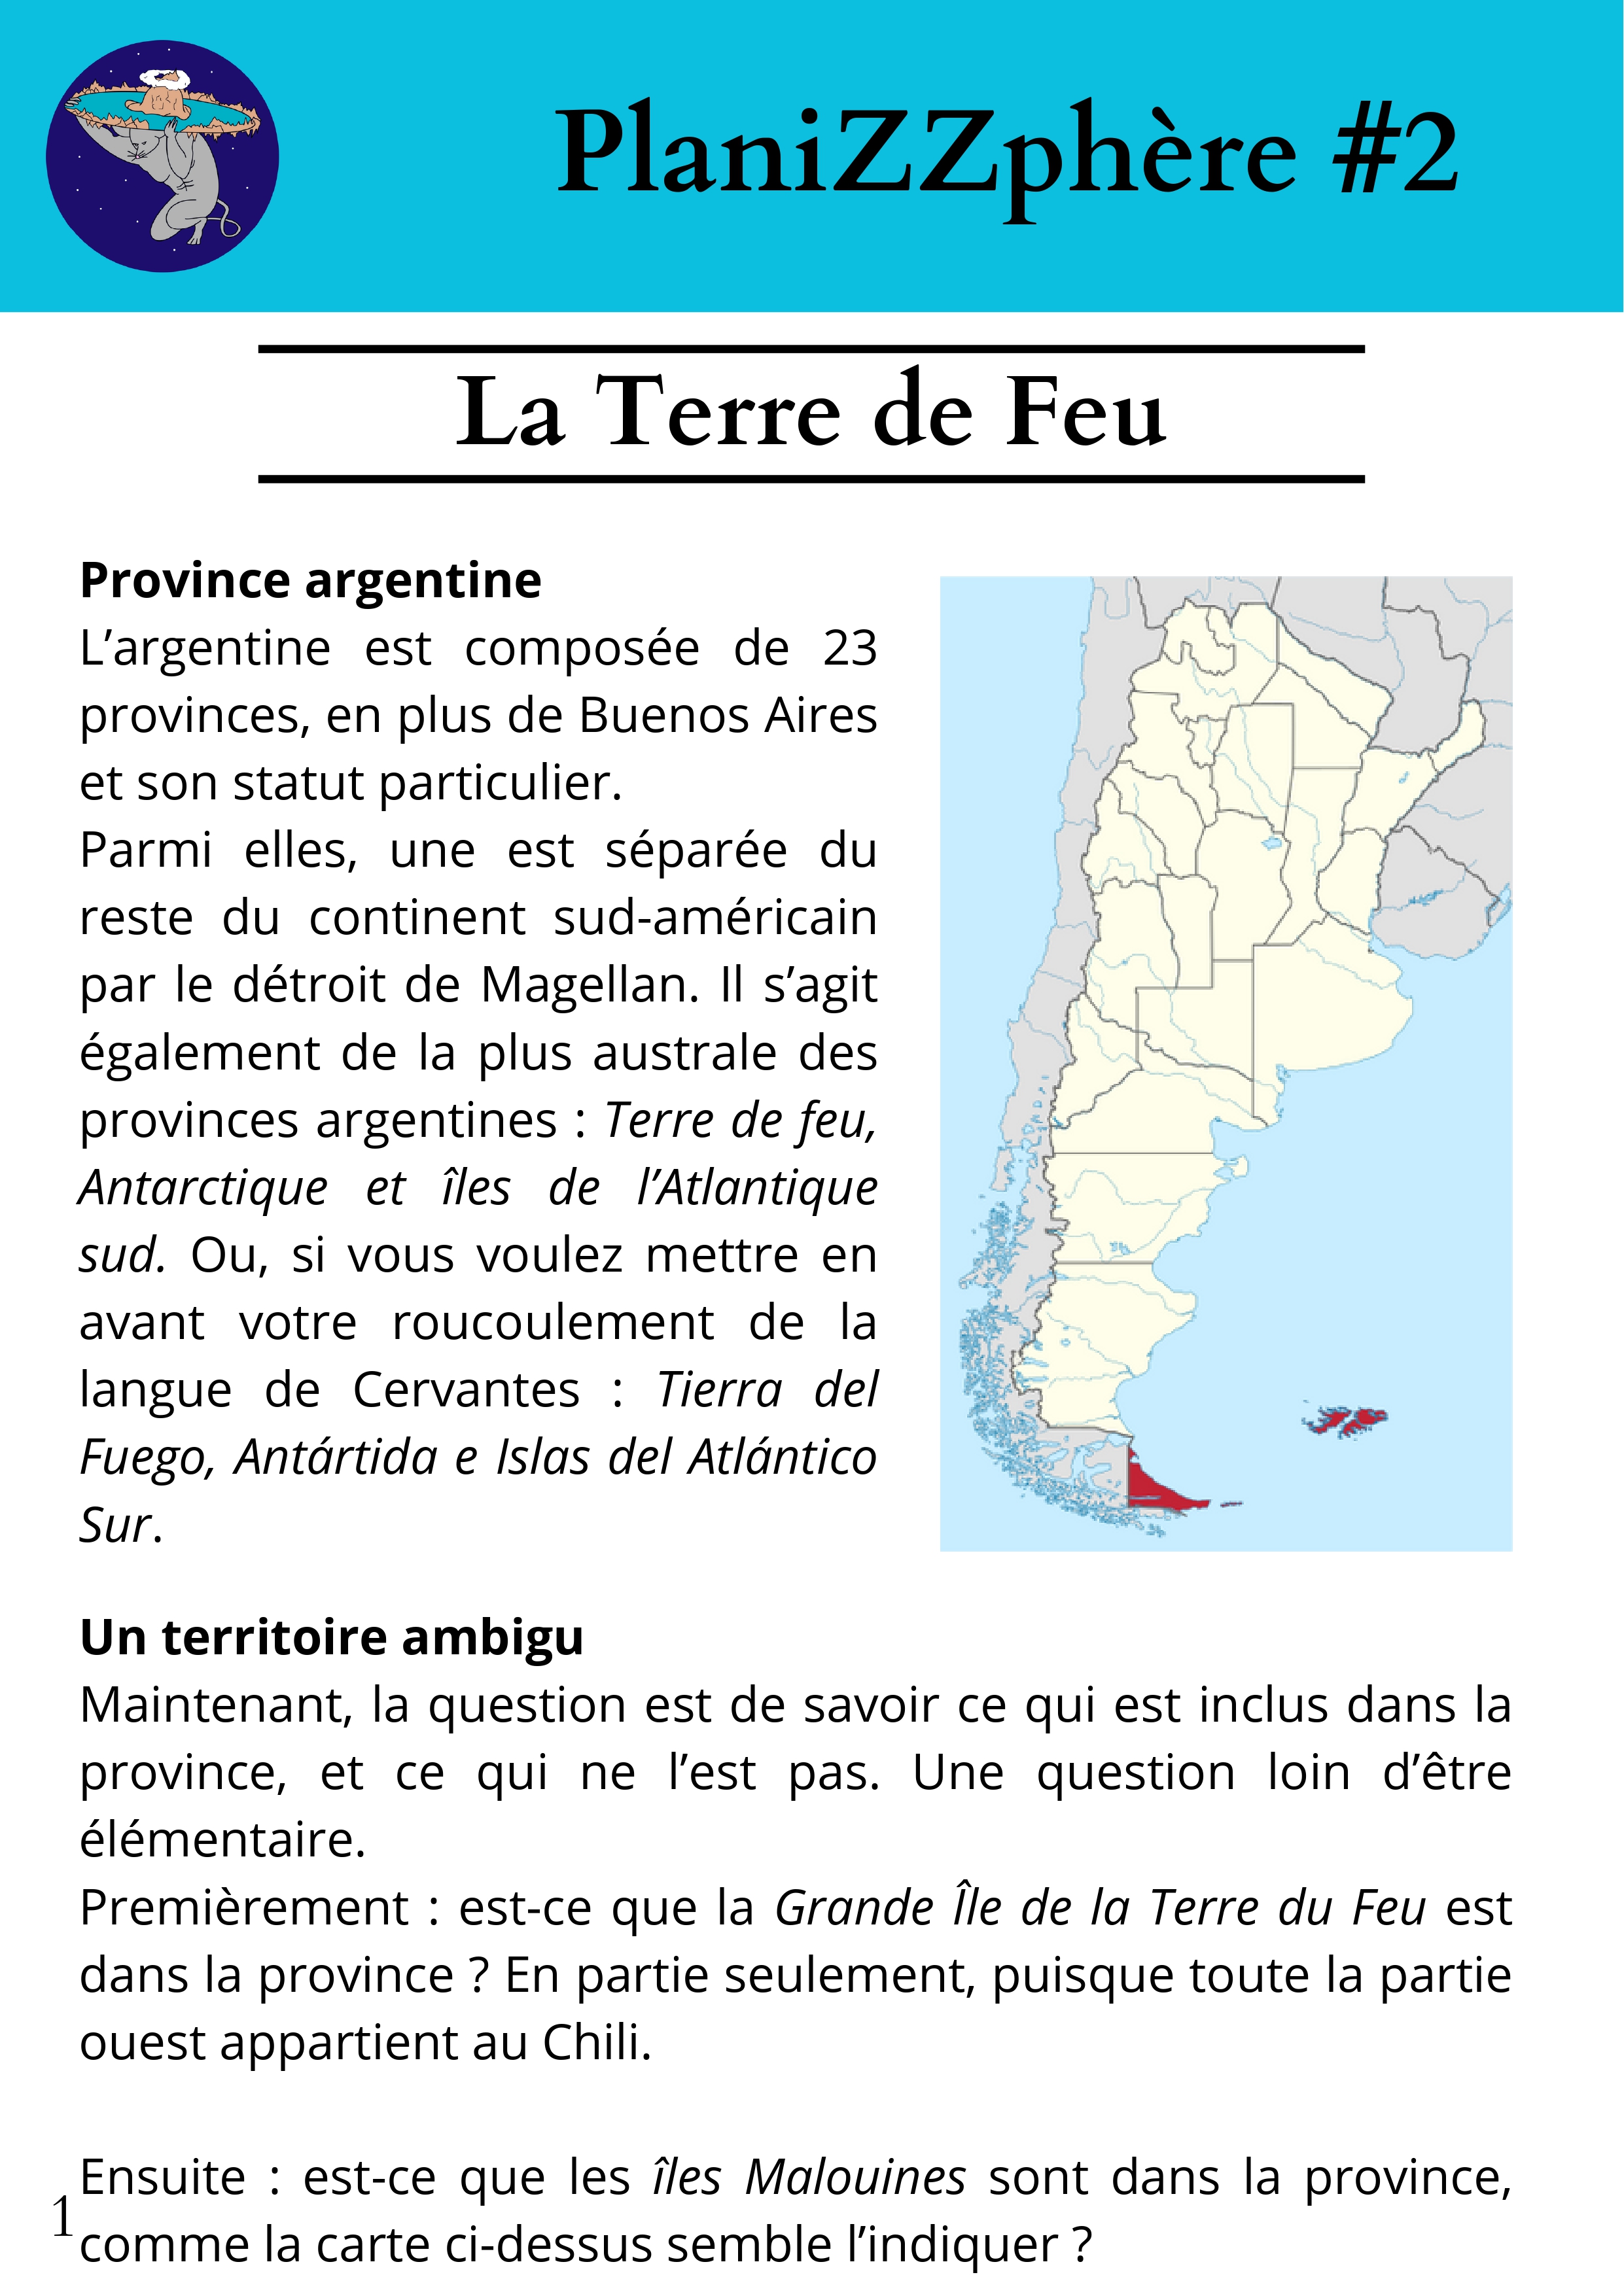 PlaniZZphère #2
La Terre de Feu
Province argentine
L’argentine est composée de 23
provinces, en plus de Buenos Aires
et son statut particulier.
Parmi elles, une est séparée du
reste du continent sud-américain
par le détroit de Magellan. Il s’agit
également de la plus australe des
provinces argentines : Terre de feu,
Antarctique et îles de l’Atlantique
sud. Ou, si vous voulez mettre en
avant votre roucoulement de la
langue de Cervantes : Tierra del
Fuego, Antártida e Islas del Atlántico
Sur.
Un territoire ambigu
Maintenant, la question est de savoir ce qui est inclus dans la
province, et ce qui ne l’est pas. Une question loin d’être
élémentaire.
Premièrement : est-ce que la Grande Île de la Terre du Feu est
dans la province ? En partie seulement, puisque toute la partie
ouest appartient au Chili.
Ensuite : est-ce que les îles Malouines sont dans la province,
comme la carte ci-dessus semble l’indiquer ?
1